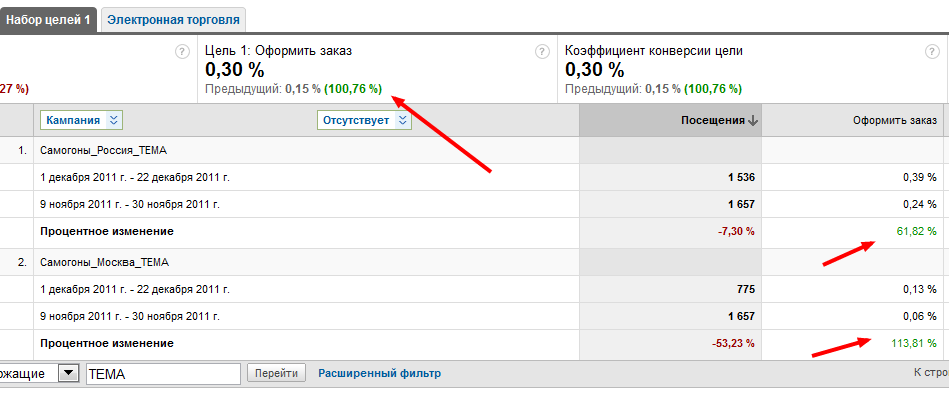 Набор целей 1 Электронная торговля
? Цель 1: Оформить заказ ? Коэффициент конверсии цели ?
0,30 % 0,30 %
27 %) Предыдущий: 0,15 % (100,76 %) Предыдущий: 0,15 % (100,76 %)
Кампания Отсутствует Посещения Оформить заказ
1. Самогоны_Россия_ТЕМА
1 декабря 2011 г. - 22 декабря 2011 г. 1 536 0,39 %
9 ноября 2011 г. - 30 ноября 2011 г. 1 657 0,24 %
Процентное изменение -7,30 % 61,82 %
2. Самогоны_Москва_ТЕМА
1 декабря 2011 г. - 22 декабря 2011 г. 775 0,13 %
9 ноября 2011 г. - 30 ноября 2011 г. 1 657 0,06 %
Процентное изменение -53,23 % 113,81 %
ржащие ТЕМА Перейти Расширенный фильтр К стро